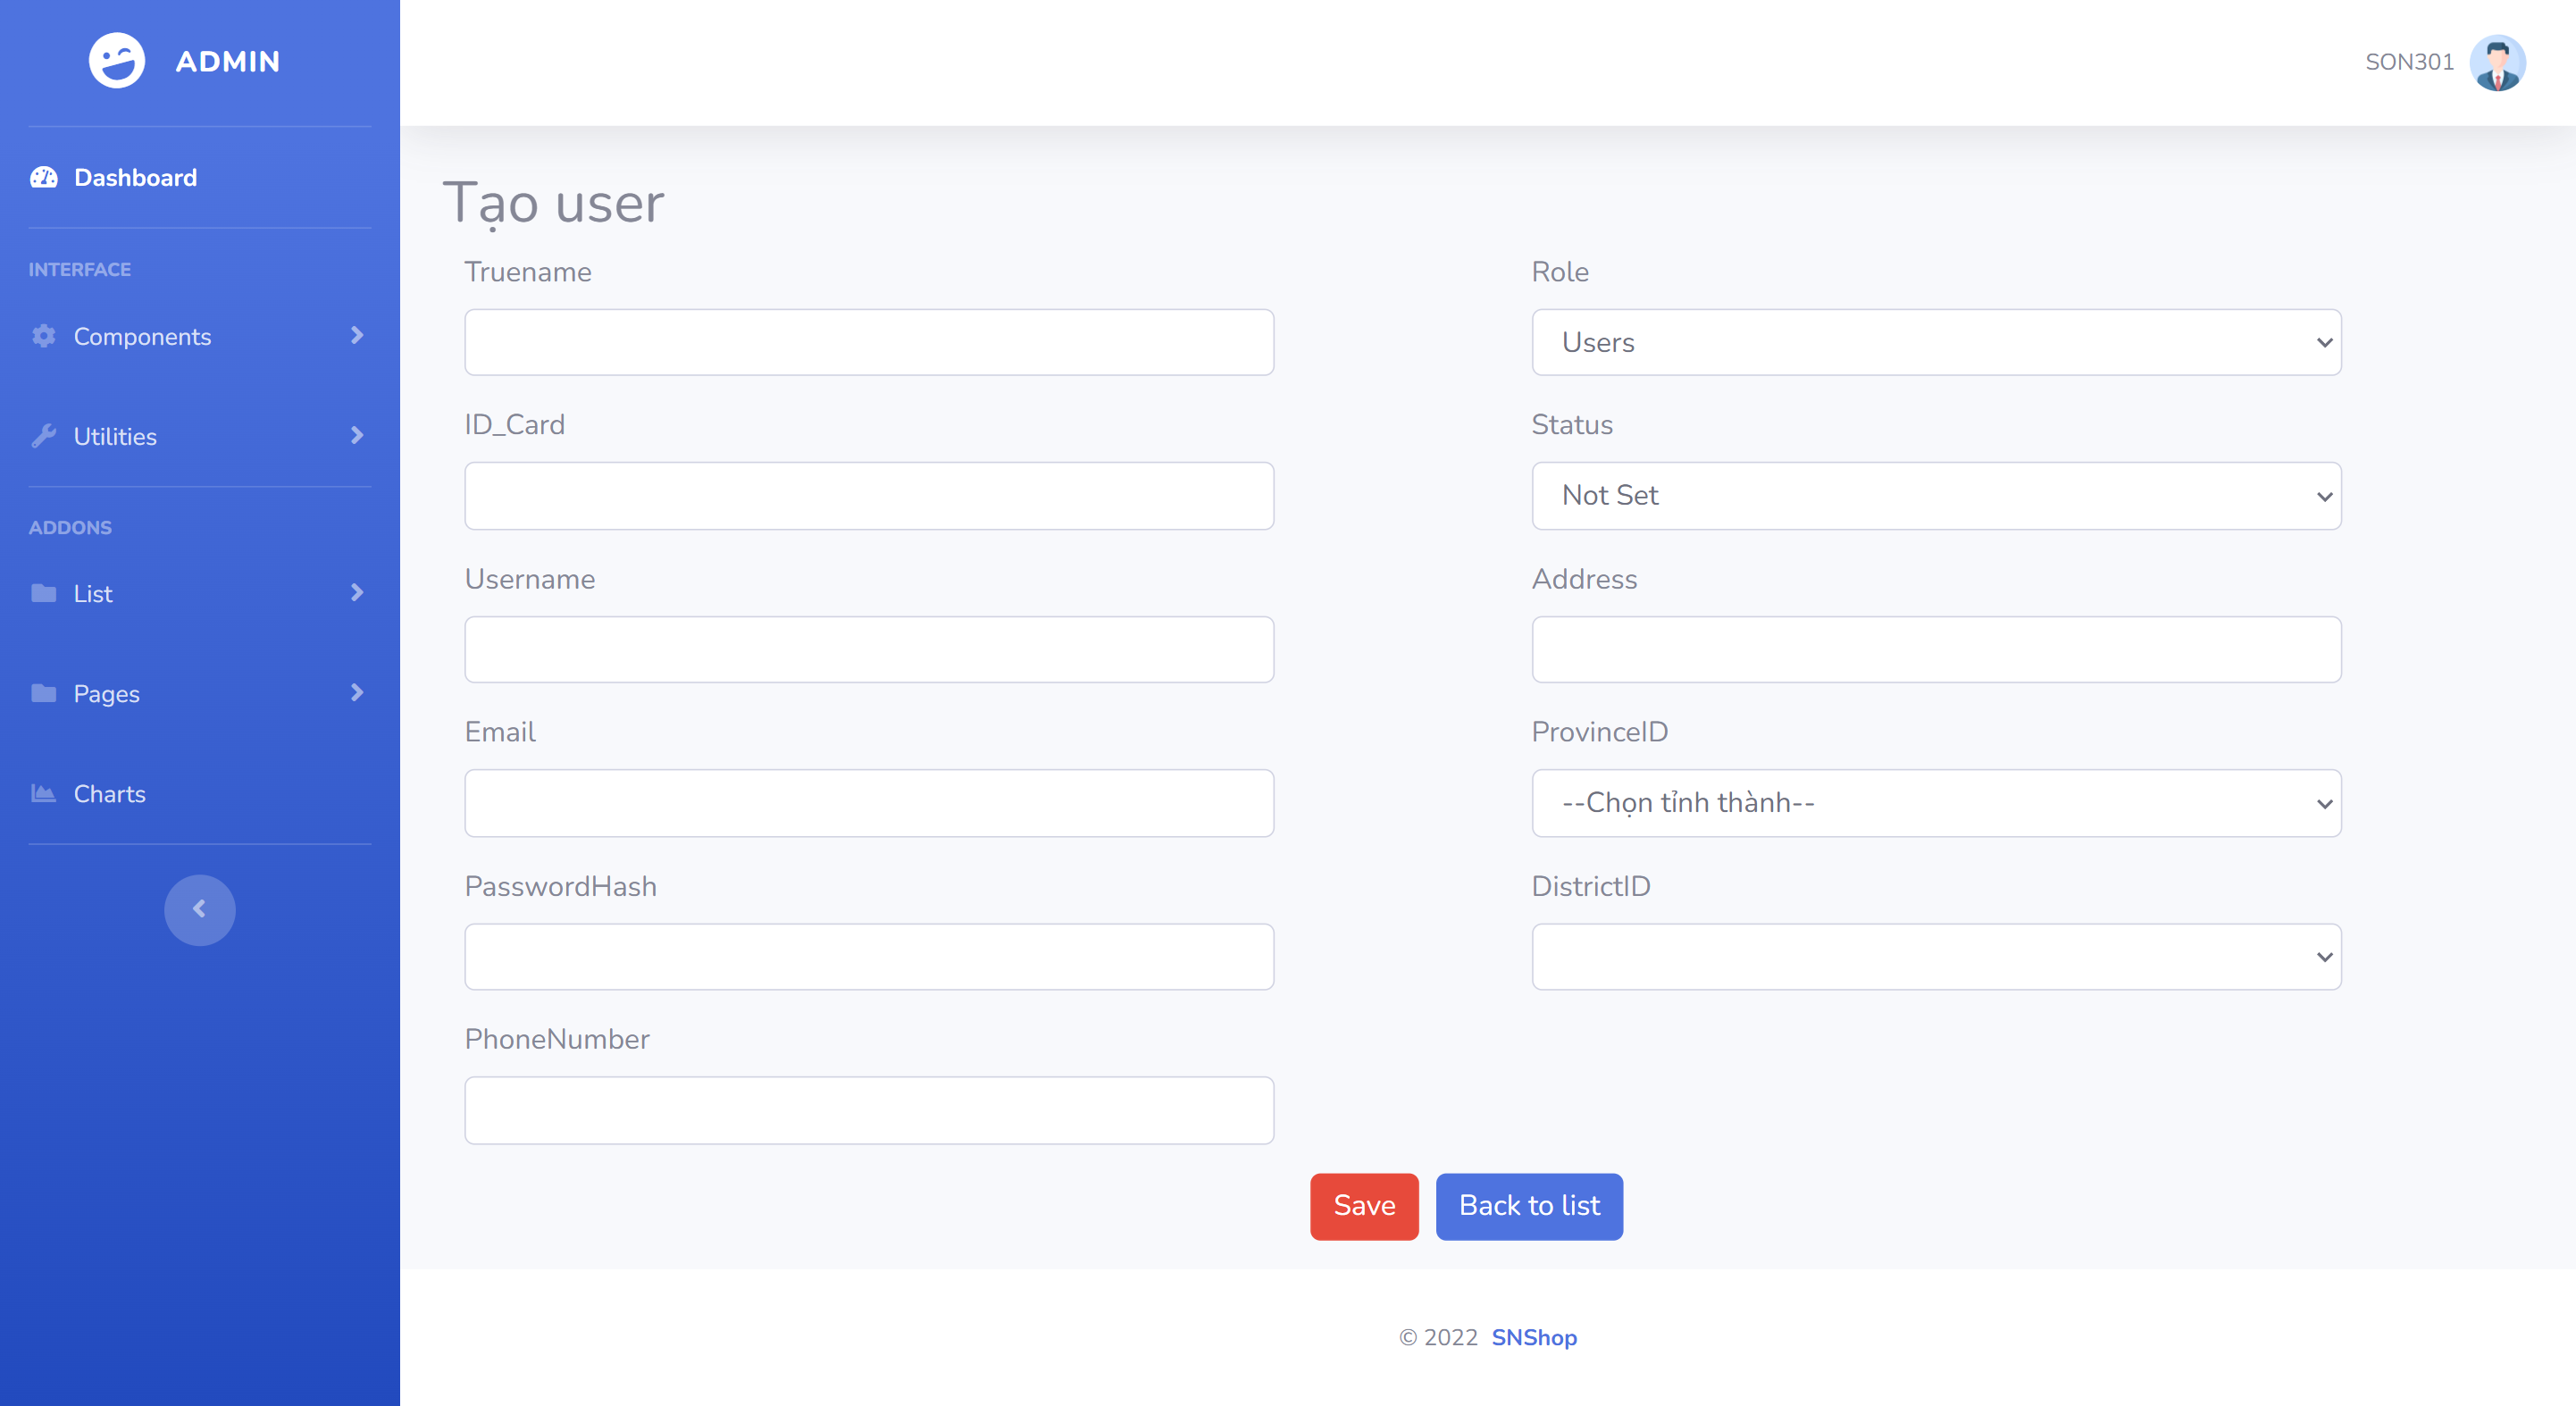 ADMIN
Dashboard
INTERFACE
Components
Utilities
ADDONS
List
Pages
Charts
SON301
Tạo user
Truename
ID_Card
Username
Email
PasswordHash
PhoneNumber
Role
Users
Status
Not Set
Address
ProvinceID
--Chọn tỉnh thành--
DistrictID
Save
Back to list
© 2022 SNShop